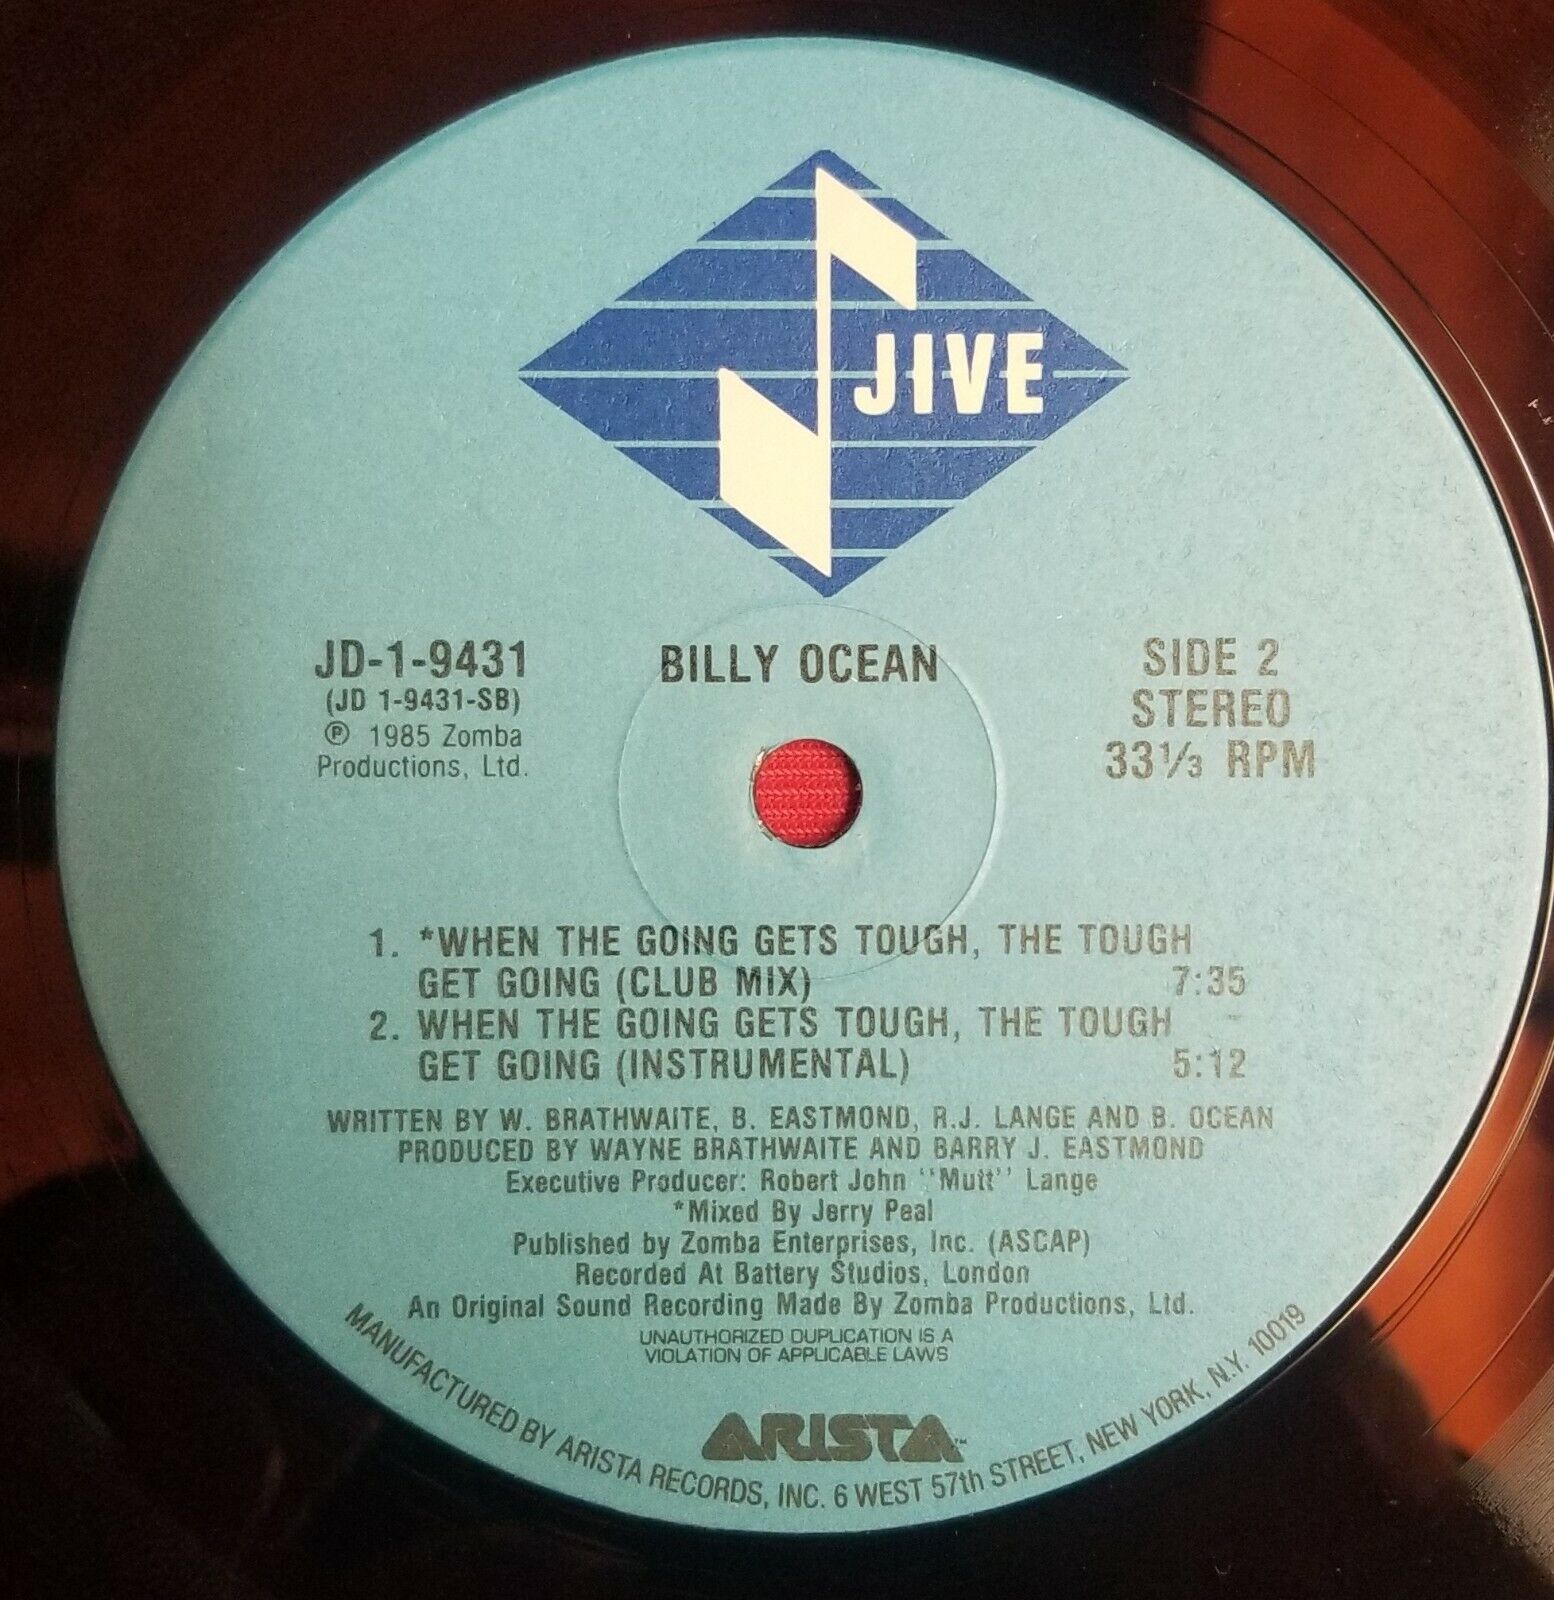 JIVE
JD-1-9431
(JD 1-9431-SB)
℗ 1985 Zomba
Productions, Ltd.
BILLY OCEAN
SIDE 2
STEREO
33⅓ RPM
1. *WHEN THE GOING GETS TOUGH, THE TOUGH
GET GOING (CLUB MIX) 7:35
2. WHEN THE GOING GETS TOUGH, THE TOUGH
GET GOING (INSTRUMENTAL) 5:12
WRITTEN BY W. BRATHWAITE, B. EASTMOND, R.J. LANGE AND B. OCEAN
PRODUCED BY WAYNE BRATHWAITE AND BARRY J. EASTMOND
Executive Producer: Robert John "Mutt" Lange
*Mixed By Jerry Peal
Published by Zomba Enterprises, Inc. (ASCAP)
Recorded At Battery Studios, London
An Original Sound Recording Made By Zomba Productions, Ltd.
UNAUTHORIZED DUPLICATION IS A
VIOLATION OF APPLICABLE LAWS
ARISTA™
MANUFACTURED BY ARISTA RECORDS, INC. 6 WEST 57th STREET, NEW YORK, N.Y. 10019